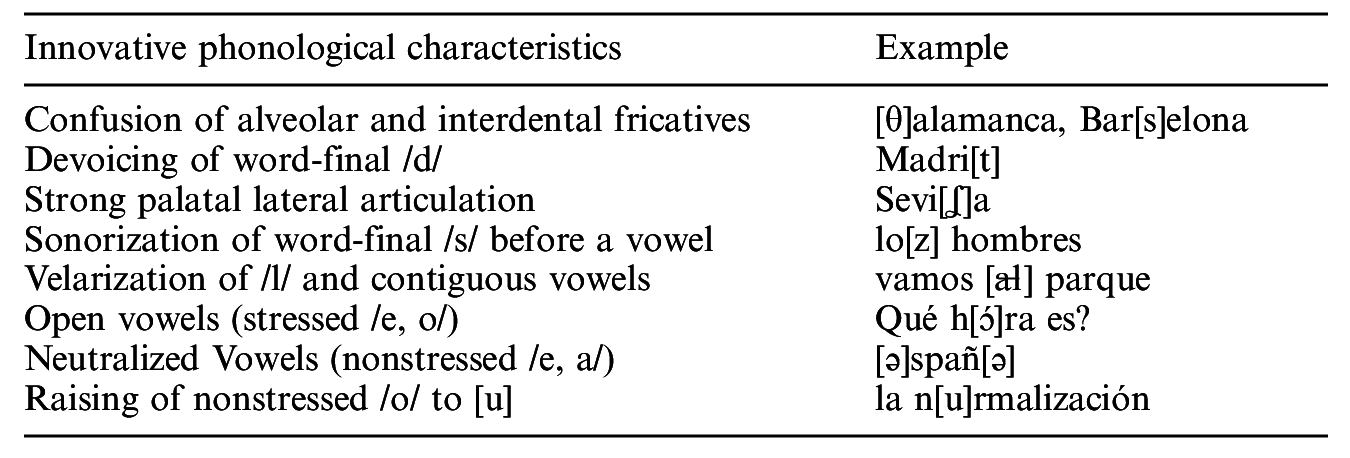 Innovative phonological characteristics Example
Confusion of alveolar and interdental fricatives [θ]alamanca, Bar[s]elona
Devoicing of word-final /d/ Madri[t]
Strong palatal lateral articulation Sevi[ʆ]a
Sonorization of word-final /s/ before a vowel lo[z] hombres
Velarization of /l/ and contiguous vowels vamos [a̵ɫ] parque
Open vowels (stressed /e, o/) Qué h[ɔ́]ra es?
Neutralized Vowels (nonstressed /e, a/) [ə]spañ[ə]
Raising of nonstressed /o/ to [u] la n[u]rmalización